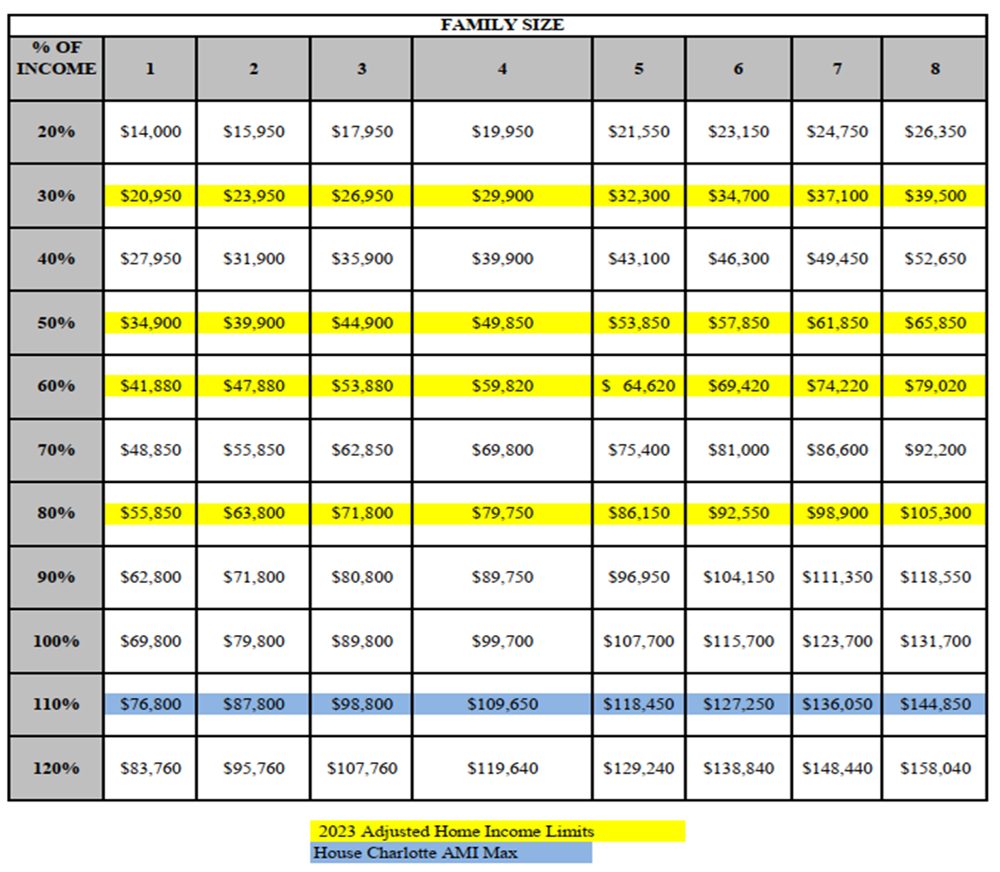 FAMILY SIZE
% OF INCOME 1 2 3 4 5 6 7 8
20% $14,000 $15,950 $17,950 $19,950 $21,550 $23,150 $24,750 $26,350
30% $20,950 $23,950 $26,950 $29,900 $32,300 $34,700 $37,100 $39,500
40% $27,950 $31,900 $35,900 $39,900 $43,100 $46,300 $49,450 $52,650
50% $34,900 $39,900 $44,900 $49,850 $53,850 $57,850 $61,850 $65,850
60% $41,880 $47,880 $53,880 $59,820 $ 64,620 $69,420 $74,220 $79,020
70% $48,850 $55,850 $62,850 $69,800 $75,400 $81,000 $86,600 $92,200
80% $55,850 $63,800 $71,800 $79,750 $86,150 $92,550 $98,900 $105,300
90% $62,800 $71,800 $80,800 $89,750 $96,950 $104,150 $111,350 $118,550
100% $69,800 $79,800 $89,800 $99,700 $107,700 $115,700 $123,700 $131,700
110% $76,800 $87,800 $98,800 $109,650 $118,450 $127,250 $136,050 $144,850
120% $83,760 $95,760 $107,760 $119,640 $129,240 $138,840 $148,440 $158,040
2023 Adjusted Home Income Limits
House Charlotte AMI Max